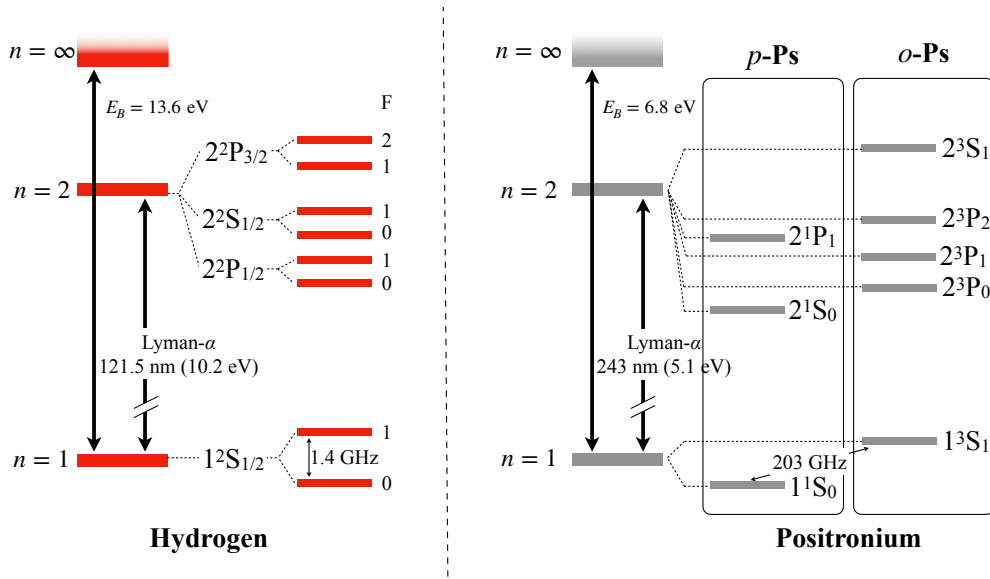 n = ∞
E_B = 13.6 eV
F
2²P₃/₂
2
1
n = 2
2²S₁/₂
1
0
2²P₁/₂
1
0
Lyman-α
121.5 nm (10.2 eV)
n = 1
1²S₁/₂
1
1.4 GHz
0
Hydrogen
n = ∞
p-Ps
o-Ps
E_B = 6.8 eV
2³S₁
n = 2
2³P₂
2¹P₁
2³P₁
2³P₀
2¹S₀
Lyman-α
243 nm (5.1 eV)
1³S₁
n = 1
203 GHz
1¹S₀
Positronium